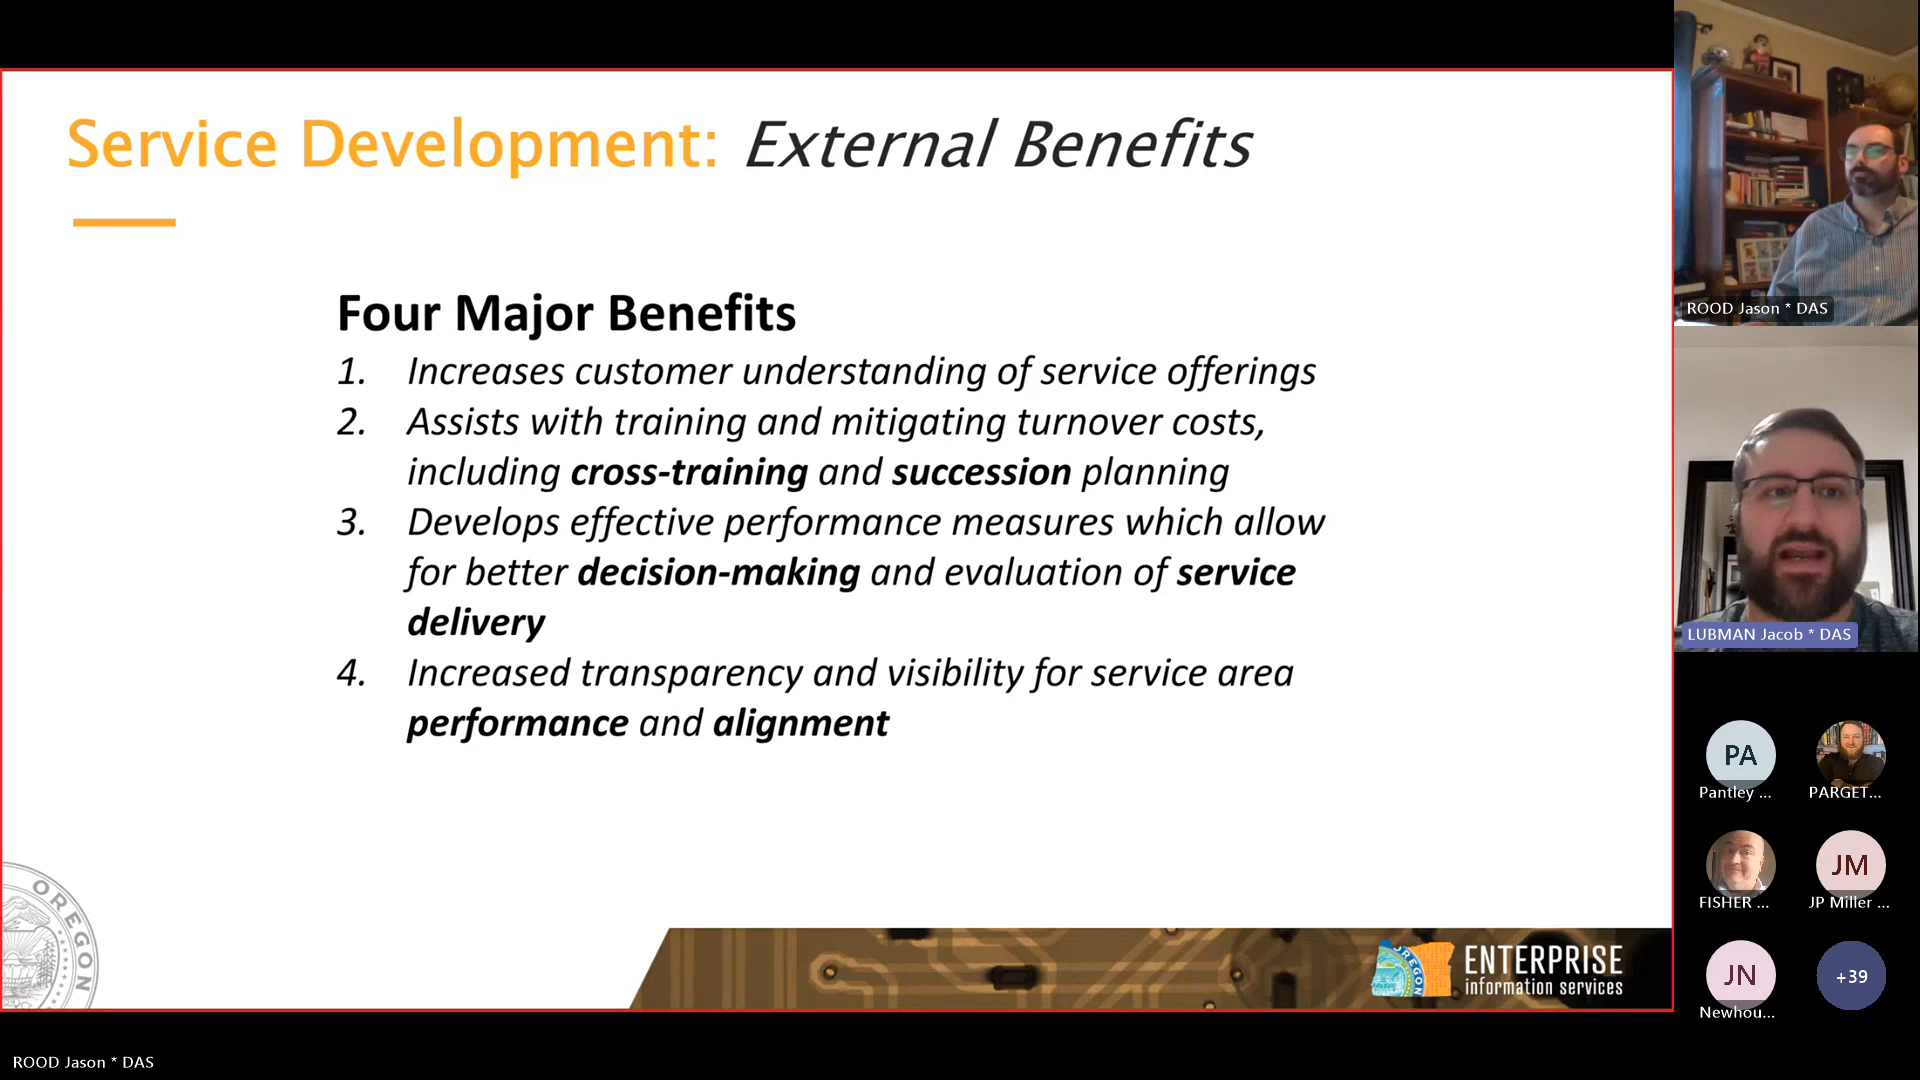 Service Development: External Benefits
Four Major Benefits
1. Increases customer understanding of service offerings
2. Assists with training and mitigating turnover costs,
including cross-training and succession planning
3. Develops effective performance measures which allow
for better decision-making and evaluation of service
delivery
4. Increased transparency and visibility for service area
performance and alignment
OREGON
OREGON
ENTERPRISE
information services
ROOD Jason * DAS
ROOD Jason * DAS
LUBMAN Jacob * DAS
PA
Pantley ...
PARGET...
FISHER ...
JM
JP Miller ...
JN
Newhou...
+39